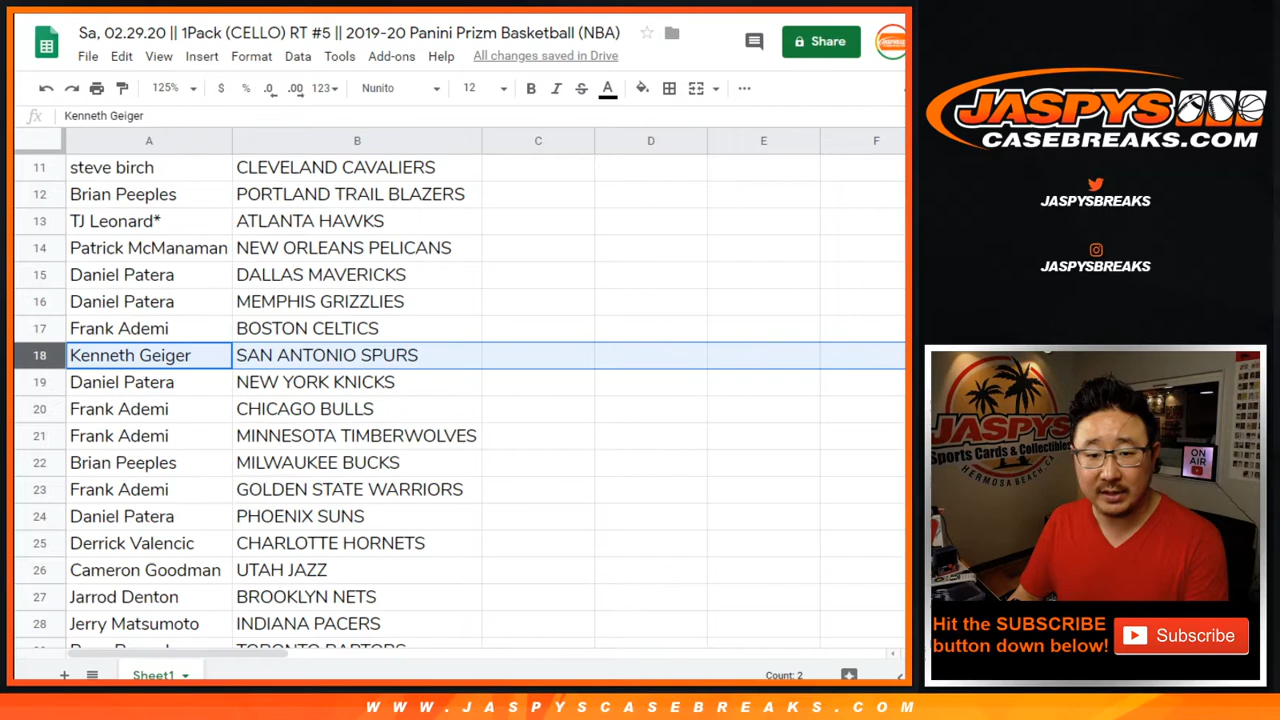 Sa, 02.29.20 || 1Pack (CELLO) RT #5 || 2019-20 Panini Prizm Basketball (NBA)
Share
File Edit View Insert Format Data Tools Add-ons Help All changes saved in Drive
125% $ % .0 .00 123 Nunito 12 B I S A
fx Kenneth Geiger
A B C D E F
11 steve birch CLEVELAND CAVALIERS
12 Brian Peeples PORTLAND TRAIL BLAZERS
13 TJ Leonard* ATLANTA HAWKS
14 Patrick McManaman NEW ORLEANS PELICANS
15 Daniel Patera DALLAS MAVERICKS
16 Daniel Patera MEMPHIS GRIZZLIES
17 Frank Ademi BOSTON CELTICS
18 Kenneth Geiger SAN ANTONIO SPURS
19 Daniel Patera NEW YORK KNICKS
20 Frank Ademi CHICAGO BULLS
21 Frank Ademi MINNESOTA TIMBERWOLVES
22 Brian Peeples MILWAUKEE BUCKS
23 Frank Ademi GOLDEN STATE WARRIORS
24 Daniel Patera PHOENIX SUNS
25 Derrick Valencic CHARLOTTE HORNETS
26 Cameron Goodman UTAH JAZZ
27 Jarrod Denton BROOKLYN NETS
28 Jerry Matsumoto INDIANA PACERS
TORONTO RAPTORS
Sheet1 Count: 2
JASPYS
CASEBREAKS.COM
JASPYSBREAKS
JASPYSBREAKS
JASPYS
Sports Cards & Collectibles
HERMOSA BEACH, CA
ON AIR
Hit the SUBSCRIBE
button down below!
Subscribe
WWW.JASPYSCASEBREAKS.COM